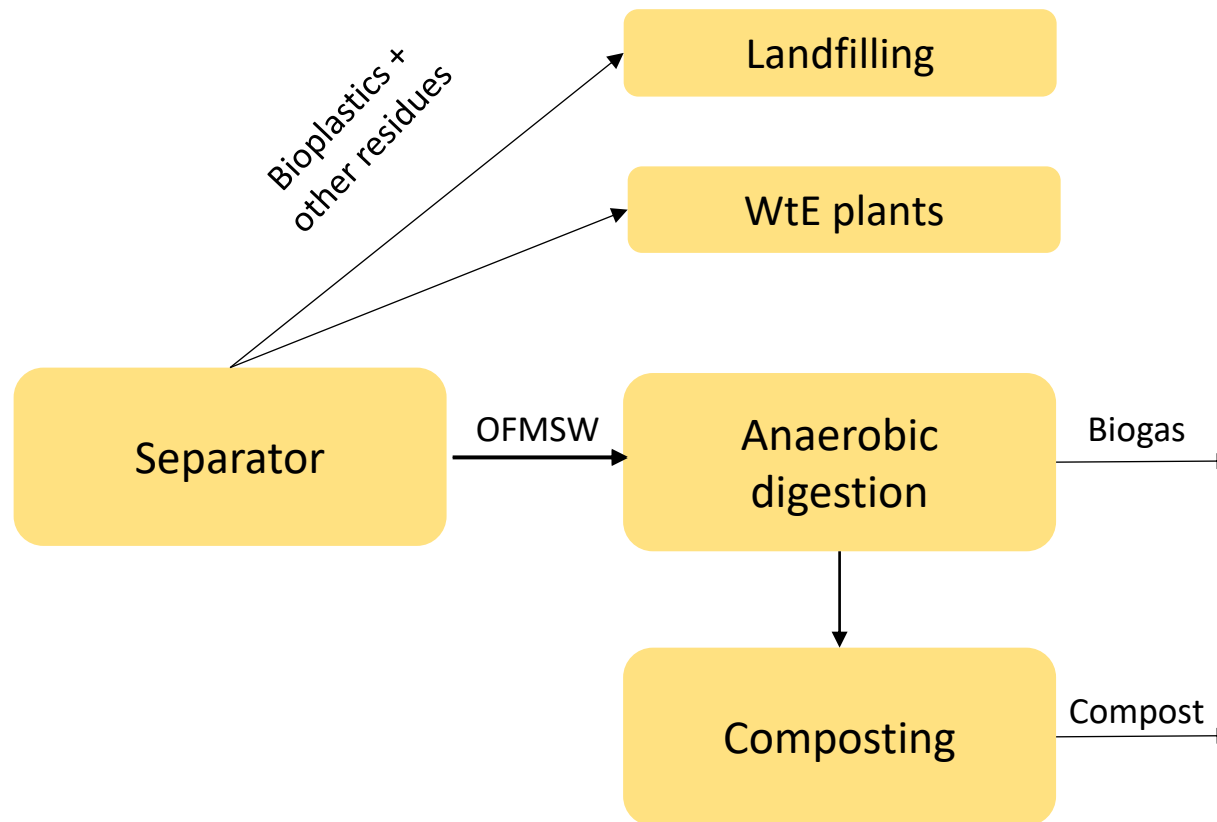 Landfilling
Bioplastics +
other residues
WtE plants
Separator
OFMSW
Anaerobic
digestion
Biogas
Composting
Compost